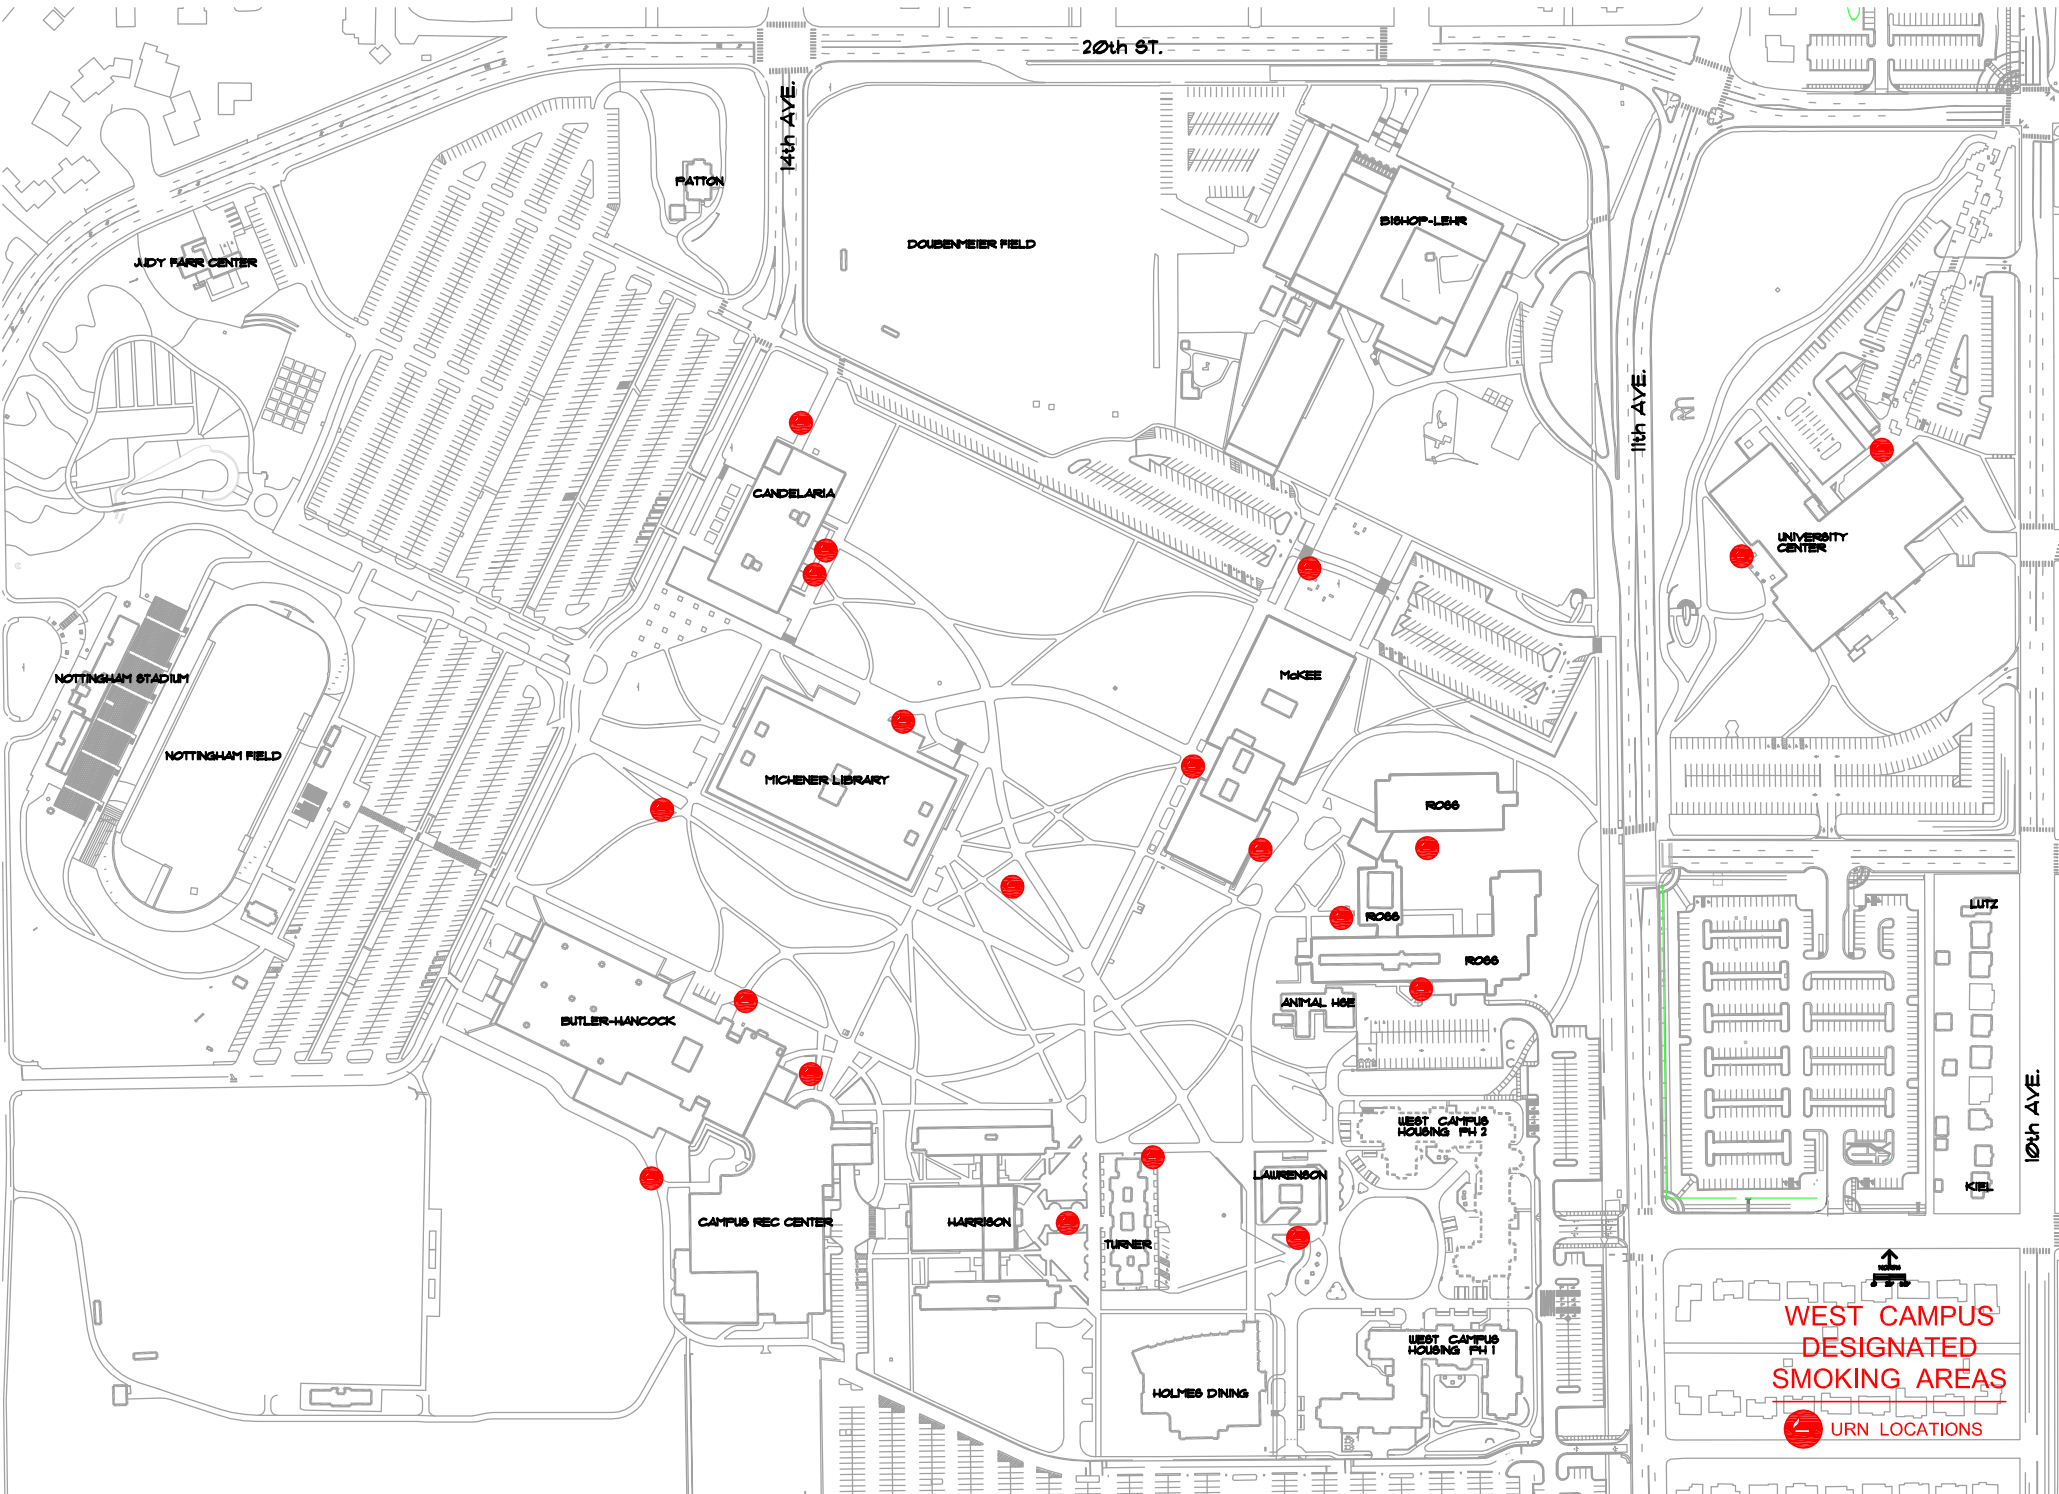 20th ST.
14th AVE.
PATTON
BISHOP-LEHR
DOUBENMEIER FIELD
JUDY FARR CENTER
11th AVE.
CANDELARIA
UNIVERSITY
CENTER
NOTTINGHAM STADIUM
McKEE
NOTTINGHAM FIELD
MICHENER LIBRARY
ROSS
LUTZ
ROSS
ROSS
ANIMAL HSE
BUTLER-HANCOCK
10th AVE.
WEST CAMPUS
HOUSING PH 2
LAWRENSON
KIEL
CAMPUS REC CENTER
HARRISON
TURNER
NORTH
WEST CAMPUS
DESIGNATED
SMOKING AREAS
WEST CAMPUS
HOUSING PH 1
HOLMES DINING
URN LOCATIONS